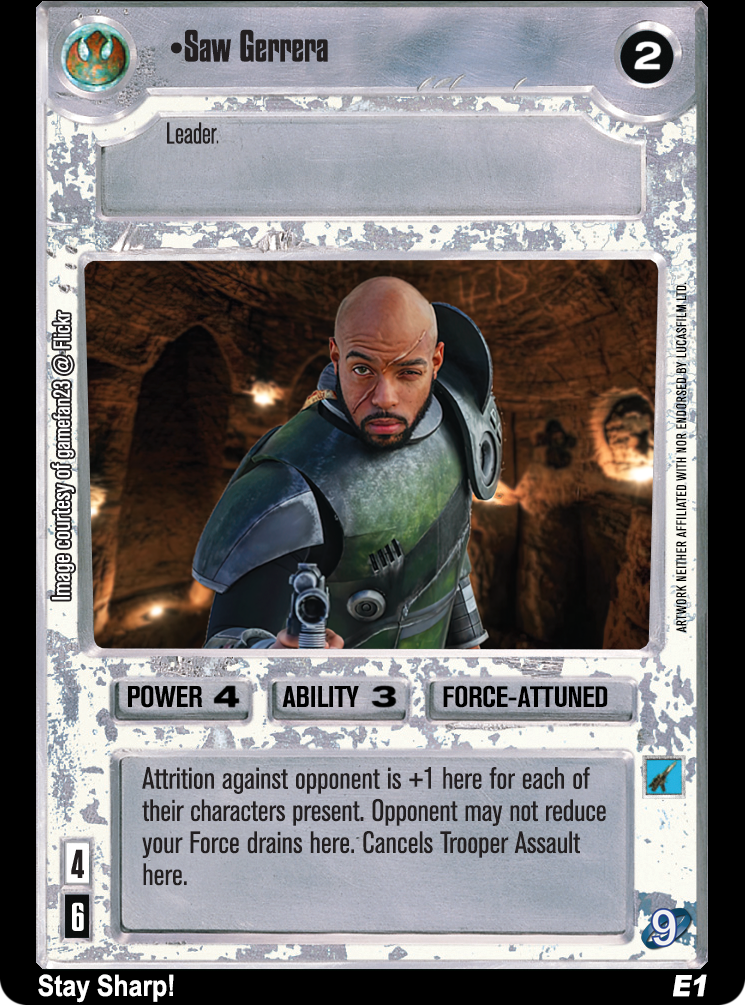 •Saw Gerrera
2
Leader.
Image courtesy of gamefan23 @ Flickr
ARTWORK NEITHER AFFILIATED WITH NOR ENDORSED BY LUCASFILM LTD.
POWER 4
ABILITY 3
FORCE-ATTUNED
Attrition against opponent is +1 here for each of
their characters present. Opponent may not reduce
your Force drains here. Cancels Trooper Assault
here.
4
6
9
Stay Sharp!
E1